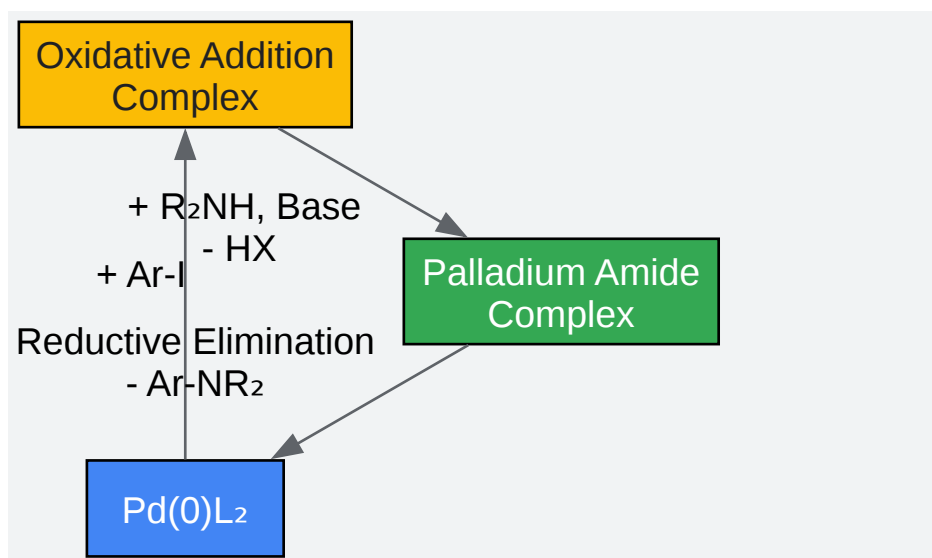 Oxidative Addition
Complex
+ R₂NH, Base
- HX
+ Ar-I
Palladium Amide
Complex
Reductive Elimination
- Ar-NR₂
Pd(0)L₂